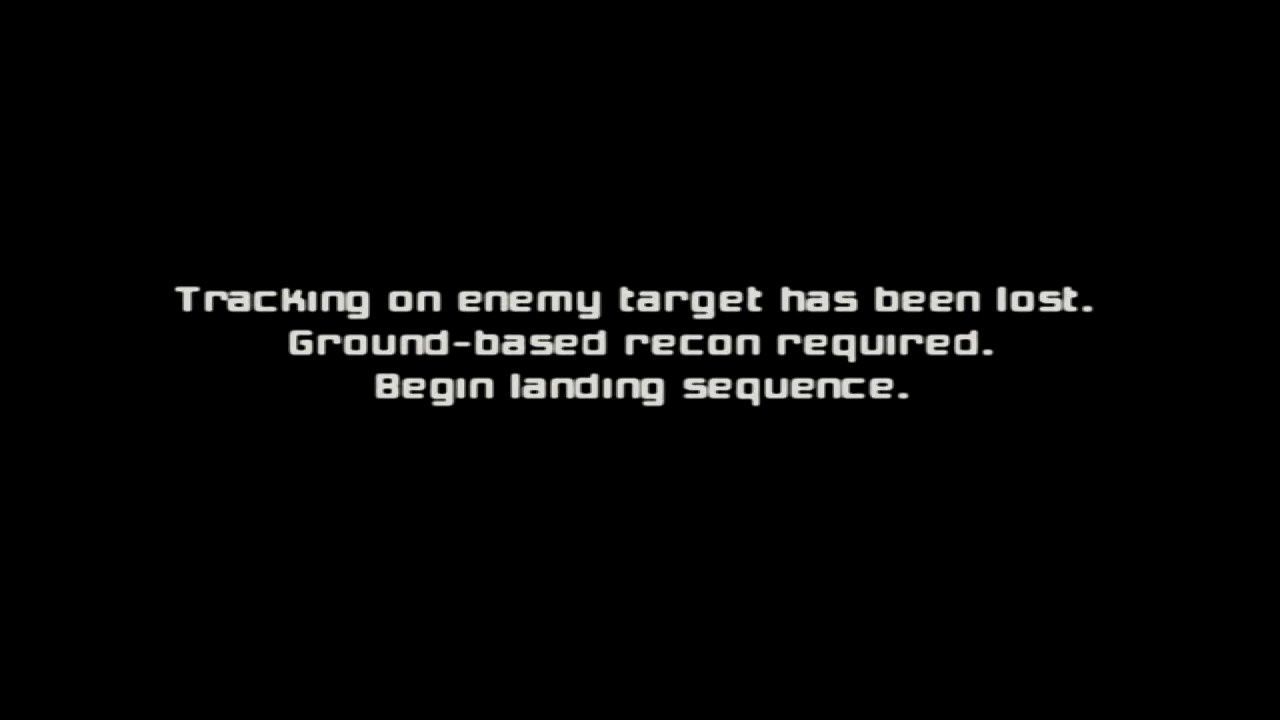 Tracking on enemy target has been lost.
Ground-based recon required.
Begin landing sequence.